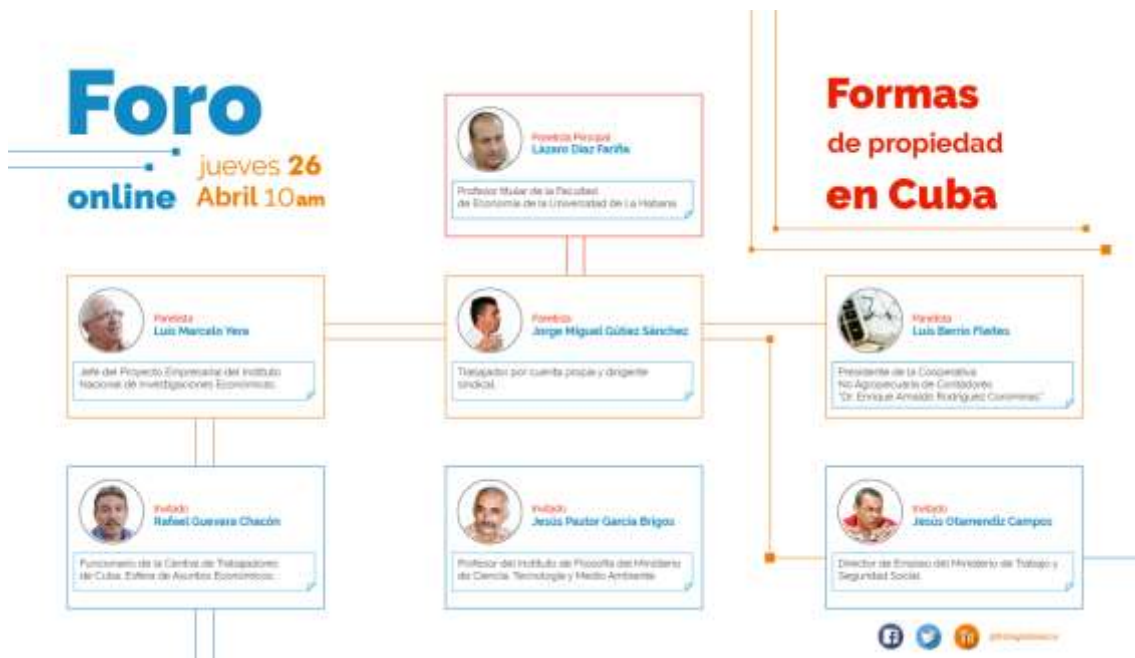 Foro
online
jueves 26
Abril 10am
Formas
de propiedad
en Cuba
Panelista Principal
Lázaro Díaz Fariña
Profesor titular de la Facultad
de Economía de la Universidad de La Habana
Panelista
Luis Marcelo Yera
Jefe del Proyecto Empresarial del Instituto
Nacional de Investigaciones Económicas.
Panelista
Jorge Miguel Gútiez Sánchez
Trabajador por cuenta propia y dirigente
sindical.
Panelista
Luis Berrio Fleites
Presidente de la Cooperativa
No Agropecuaria de Contadores
"Dr. Enrique Arnaldo Rodríguez Corominas"
Invitado
Rafael Guevara Chacón
Funcionario de la Central de Trabajadores
de Cuba. Esfera de Asuntos Económicos.
Invitado
Jesús Pastor García Brigos
Profesor del Instituto de Filosofía del Ministerio
de Ciencia, Tecnología y Medio Ambiente
Invitado
Jesús Otamendiz Campos
Director de Empleo del Ministerio de Trabajo y
Seguridad Social.